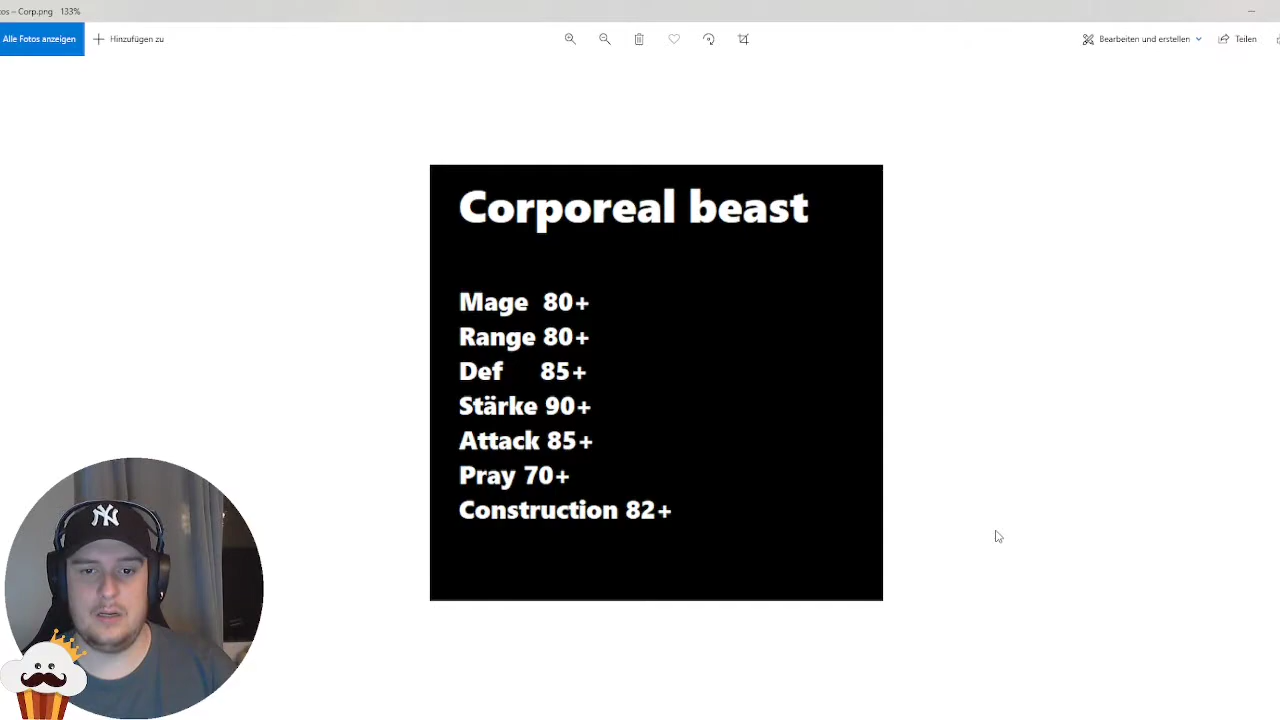 tos – Corp.png 133%
Alle Fotos anzeigen
Hinzufügen zu
Bearbeiten und erstellen
Teilen
Corporeal beast
Mage 80+
Range 80+
Def 85+
Stärke 90+
Attack 85+
Pray 70+
Construction 82+
NY